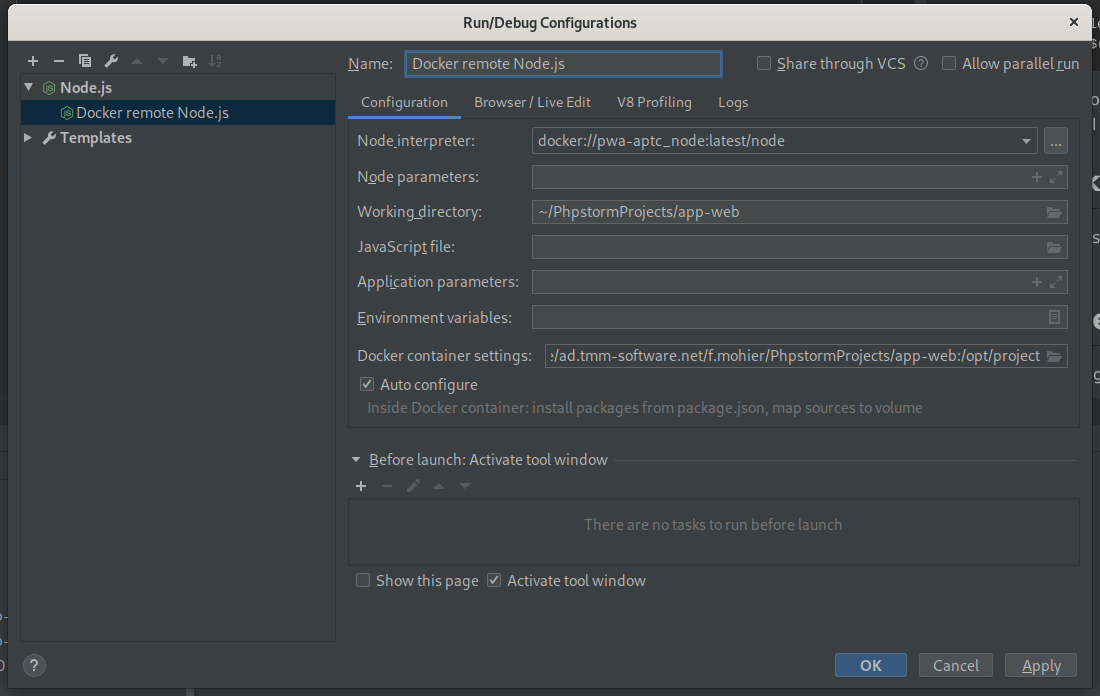 Run/Debug Configurations
Name: Docker remote Node.js Share through VCS ? Allow parallel run
Node.js
Docker remote Node.js
Templates
Configuration Browser / Live Edit V8 Profiling Logs
Node interpreter: docker://pwa-aptc_node:latest/node ...
Node parameters:
Working directory: ~/PhpstormProjects/app-web
JavaScript file:
Application parameters:
Environment variables:
Docker container settings: :/ad.tmm-software.net/f.mohier/PhpstormProjects/app-web:/opt/project
Auto configure
Inside Docker container: install packages from package.json, map sources to volume
Before launch: Activate tool window
There are no tasks to run before launch
Show this page Activate tool window
? OK Cancel Apply